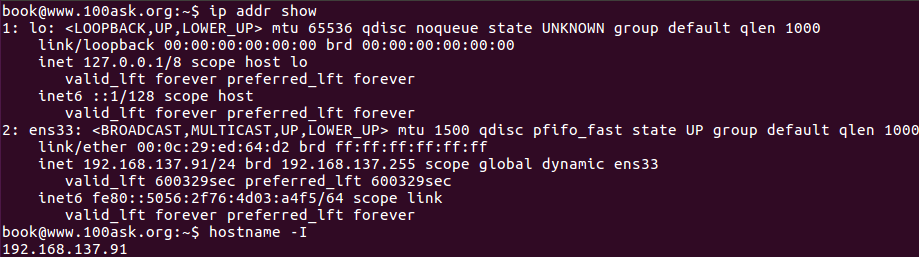 book@www.100ask.org:~$ ip addr show
1: lo: <LOOPBACK,UP,LOWER_UP> mtu 65536 qdisc noqueue state UNKNOWN group default qlen 1000
link/loopback 00:00:00:00:00:00 brd 00:00:00:00:00:00
inet 127.0.0.1/8 scope host lo
valid_lft forever preferred_lft forever
inet6 ::1/128 scope host
valid_lft forever preferred_lft forever
2: ens33: <BROADCAST,MULTICAST,UP,LOWER_UP> mtu 1500 qdisc pfifo_fast state UP group default qlen 1000
link/ether 00:0c:29:ed:64:d2 brd ff:ff:ff:ff:ff:ff
inet 192.168.137.91/24 brd 192.168.137.255 scope global dynamic ens33
valid_lft 600329sec preferred_lft 600329sec
inet6 fe80::5056:2f76:4d03:a4f5/64 scope link
valid_lft forever preferred_lft forever
book@www.100ask.org:~$ hostname -I
192.168.137.91